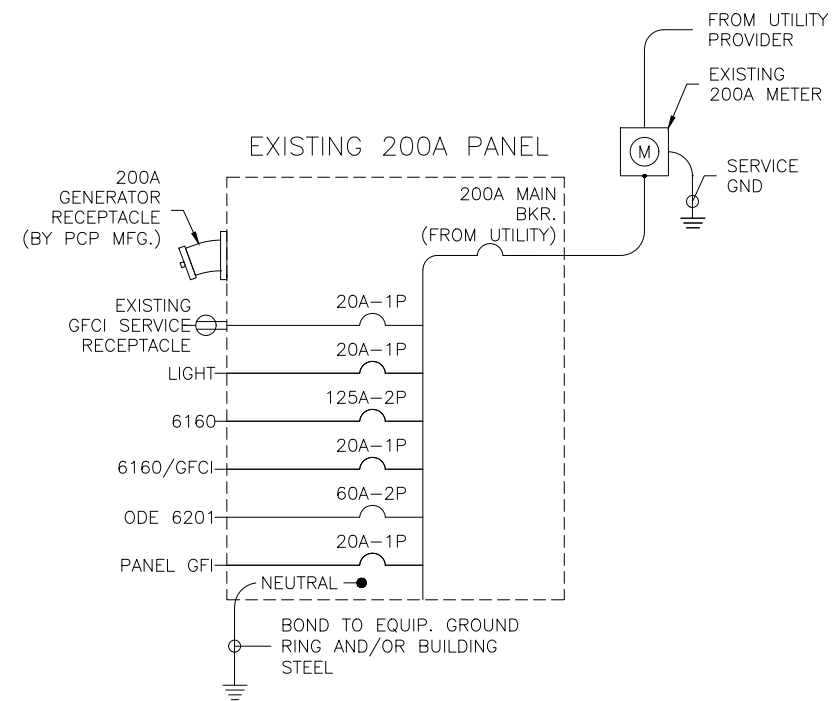 FROM UTILITY
PROVIDER
EXISTING
200A METER
M
SERVICE
GND
EXISTING 200A PANEL
200A
GENERATOR
RECEPTACLE
(BY PCP MFG.)
200A MAIN
BKR.
(FROM UTILITY)
EXISTING
GFCI SERVICE
RECEPTACLE
20A-1P
LIGHT
20A-1P
6160
125A-2P
6160/GFCI
20A-1P
ODE 6201
60A-2P
PANEL GFI
20A-1P
NEUTRAL
BOND TO EQUIP. GROUND
RING AND/OR BUILDING
STEEL